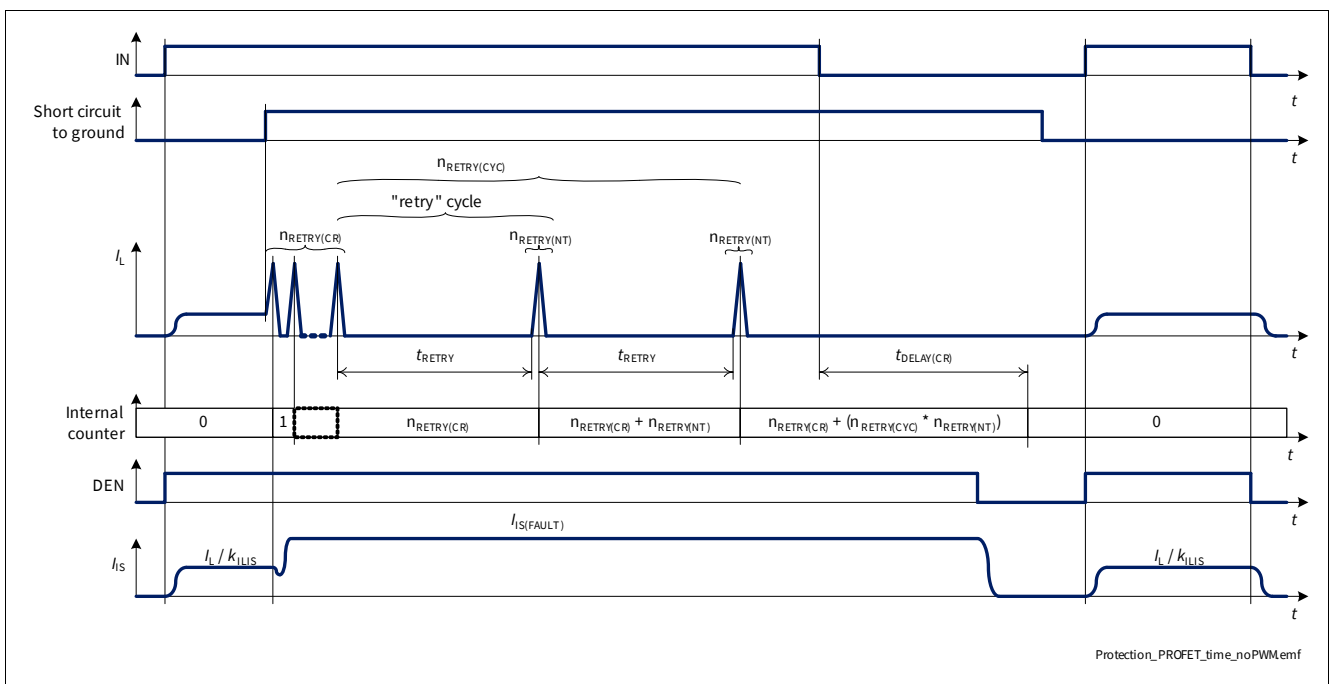 IN
t
Short circuit
to ground
t
nRETRY(CYC)
"retry" cycle
nRETRY(CR)
nRETRY(NT)
nRETRY(NT)
IL
t
tRETRY
tRETRY
tDELAY(CR)
Internal
counter
0
1
nRETRY(CR)
nRETRY(CR) + nRETRY(NT)
nRETRY(CR) + (nRETRY(CYC) * nRETRY(NT))
0
t
DEN
t
IIS(FAULT)
IIS
IL / kILIS
IL / kILIS
t
Protection_PROFET_time_noPWM.emf